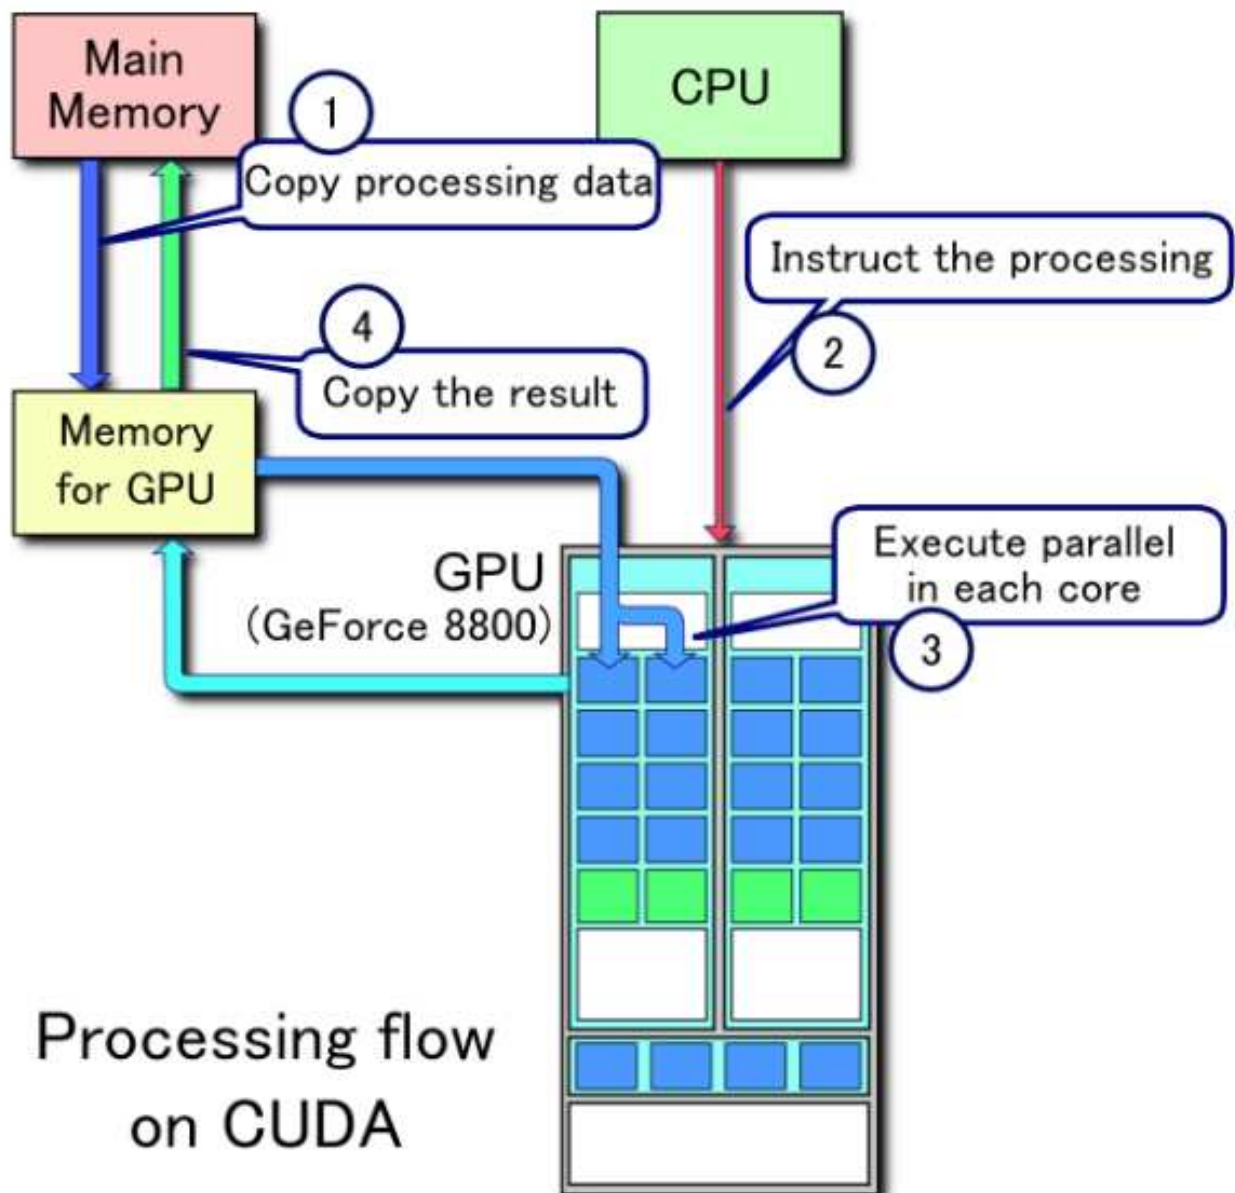 Main
Memory
CPU
1
Copy processing data
Instruct the processing
2
4
Copy the result
Memory
for GPU
Execute parallel
in each core
3
GPU
(GeForce 8800)
Processing flow
on CUDA